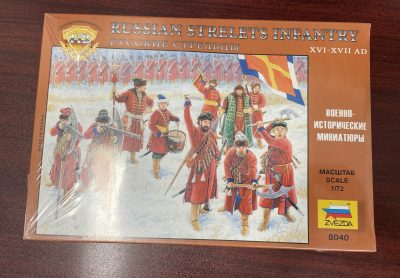 RUSSIAN STRELETS INFANTRY
РУССКИЕ СТРЕЛЬЦЫ
XVI-XVII AD
ВОЕННО-
ИСТОРИЧЕСКИЕ
МИНИАТЮРЫ
МАСШТАБ
SCALE
1/72
ZVEZDA
8040